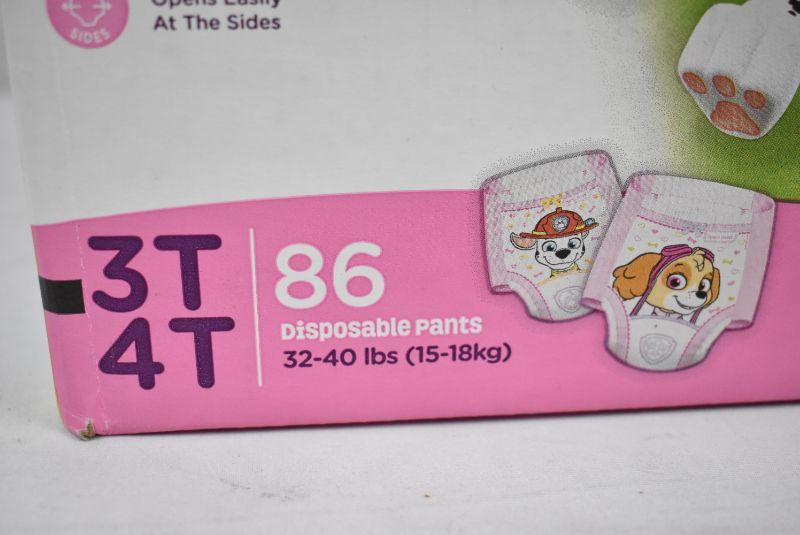 Opens Easily
At The Sides
SIDES
3T
4T
86
Disposable Pants
32-40 lbs (15-18kg)